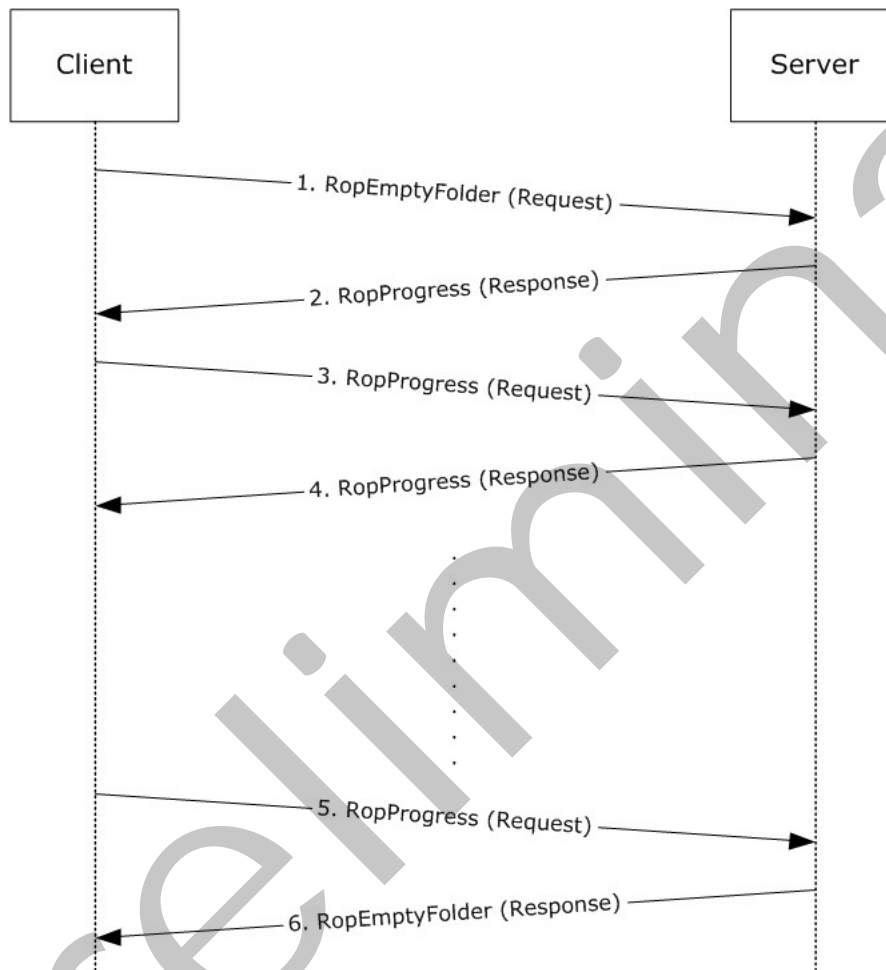 Client
Server
1. RopEmptyFolder (Request)
2. RopProgress (Response)
3. RopProgress (Request)
4. RopProgress (Response)
5. RopProgress (Request)
6. RopEmptyFolder (Response)
elimina